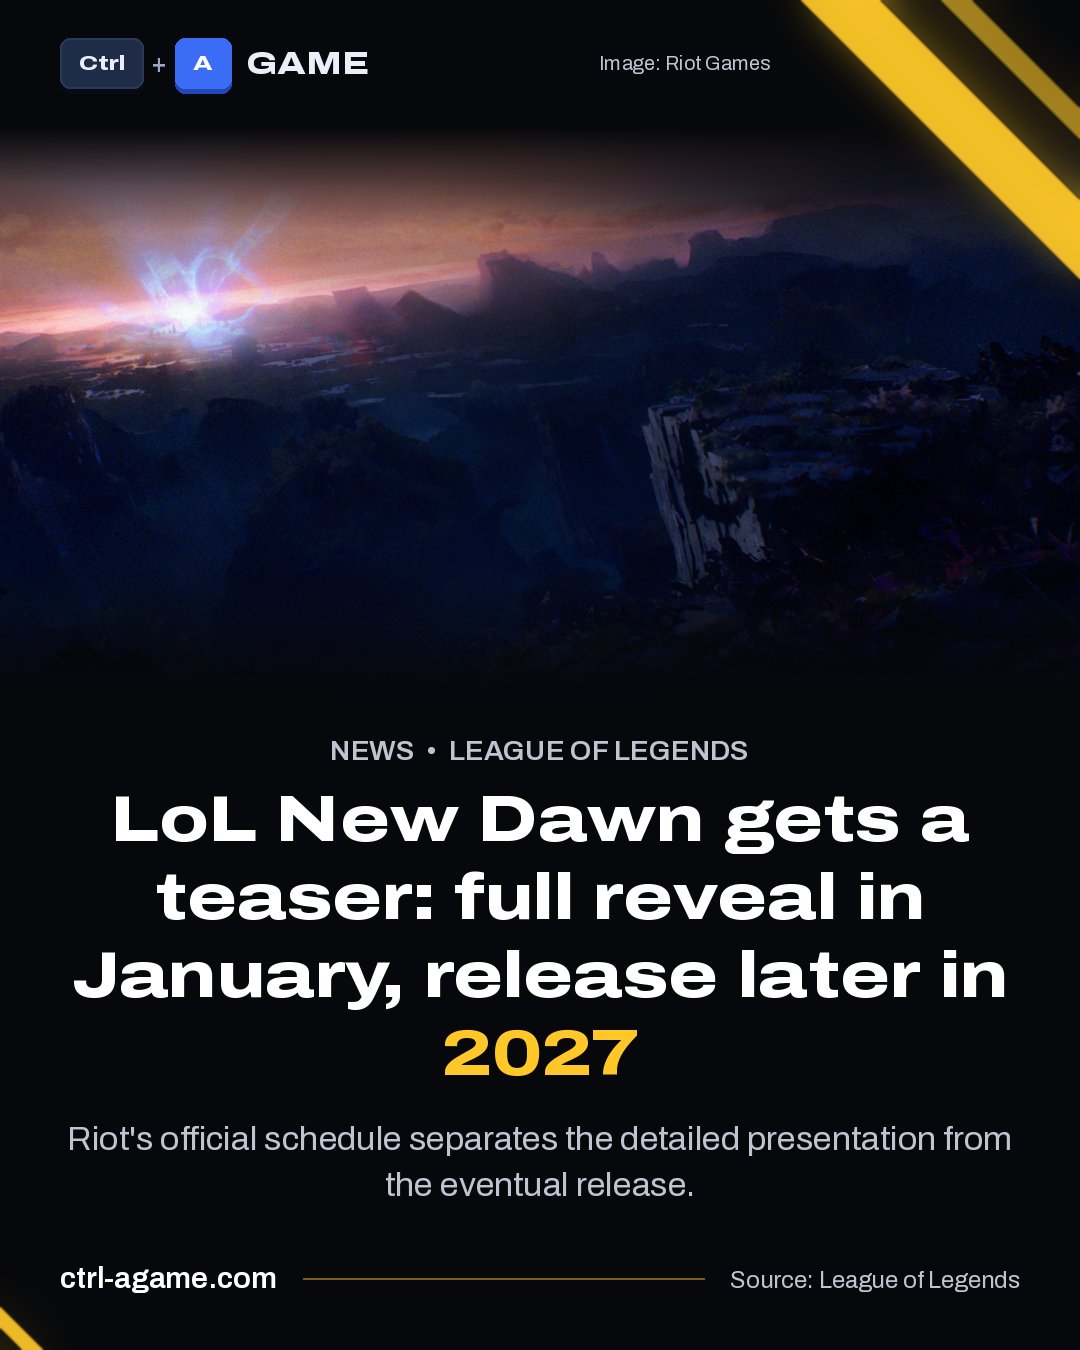 Ctrl + A GAME
Image: Riot Games
NEWS • LEAGUE OF LEGENDS
LoL New Dawn gets a
teaser: full reveal in
January, release later in
2027
Riot's official schedule separates the detailed presentation from
the eventual release.
ctrl-agame.com
Source: League of Legends